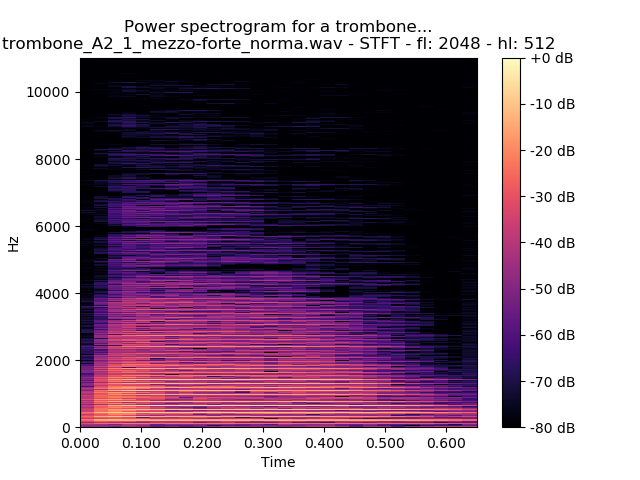 Power spectrogram for a trombone...
trombone_A2_1_mezzo-forte_norma.wav - STFT - fl: 2048 - hl: 512
+0 dB
10000
-10 dB
8000
-20 dB
-30 dB
6000
Hz
-40 dB
4000
-50 dB
-60 dB
2000
-70 dB
0
-80 dB
0.000 0.100 0.200 0.300 0.400 0.500 0.600
Time